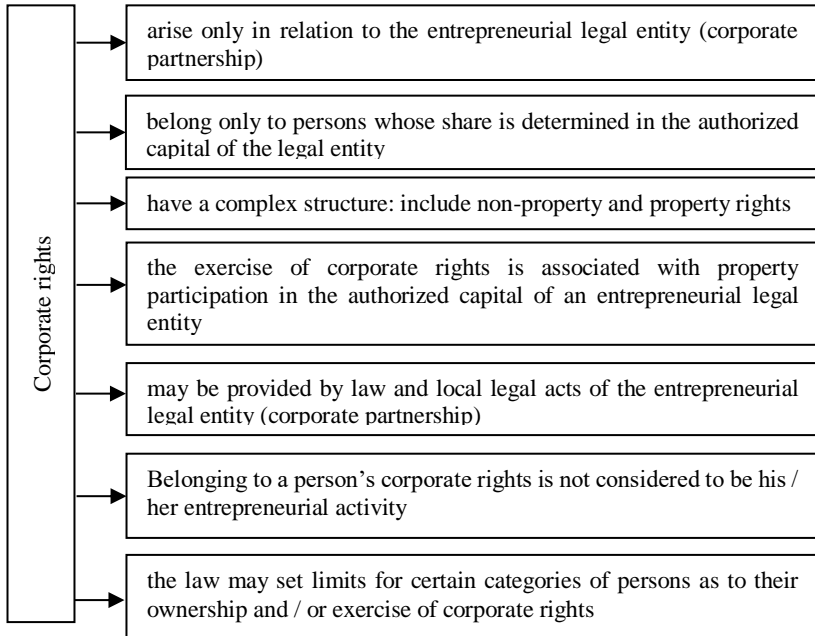 Corporate rights
arise only in relation to the entrepreneurial legal entity (corporate
partnership)
belong only to persons whose share is determined in the authorized
capital of the legal entity
have a complex structure: include non-property and property rights
the exercise of corporate rights is associated with property
participation in the authorized capital of an entrepreneurial legal
entity
may be provided by law and local legal acts of the entrepreneurial
legal entity (corporate partnership)
Belonging to a person's corporate rights is not considered to be his /
her entrepreneurial activity
the law may set limits for certain categories of persons as to their
ownership and / or exercise of corporate rights